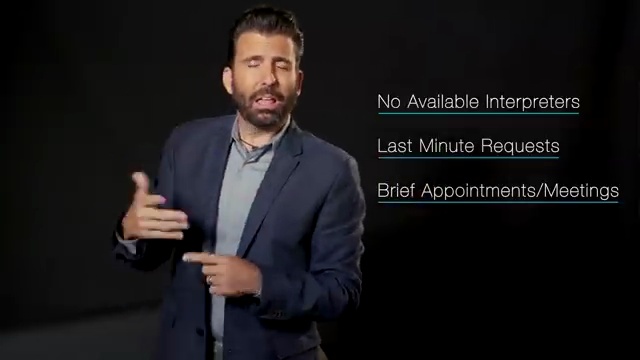 No Available Interpreters
Last Minute Requests
Brief Appointments/Meetings